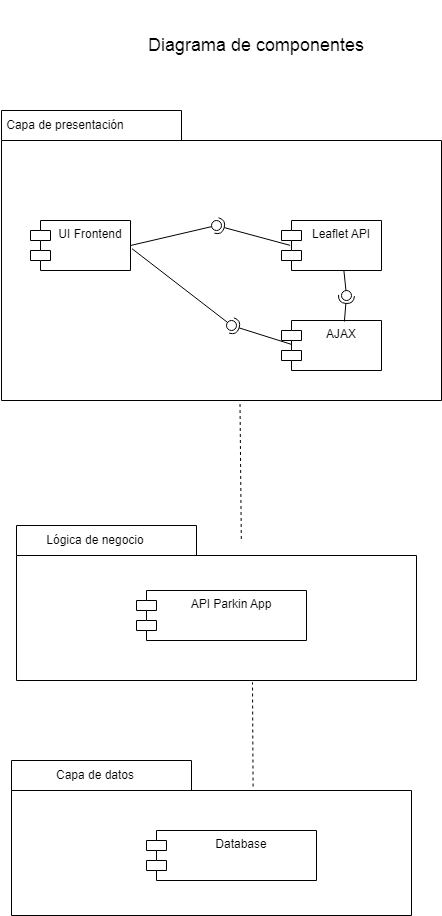 Diagrama de componentes
Capa de presentación
UI Frontend
Leaflet API
AJAX
Lógica de negocio
API Parkin App
Capa de datos
Database